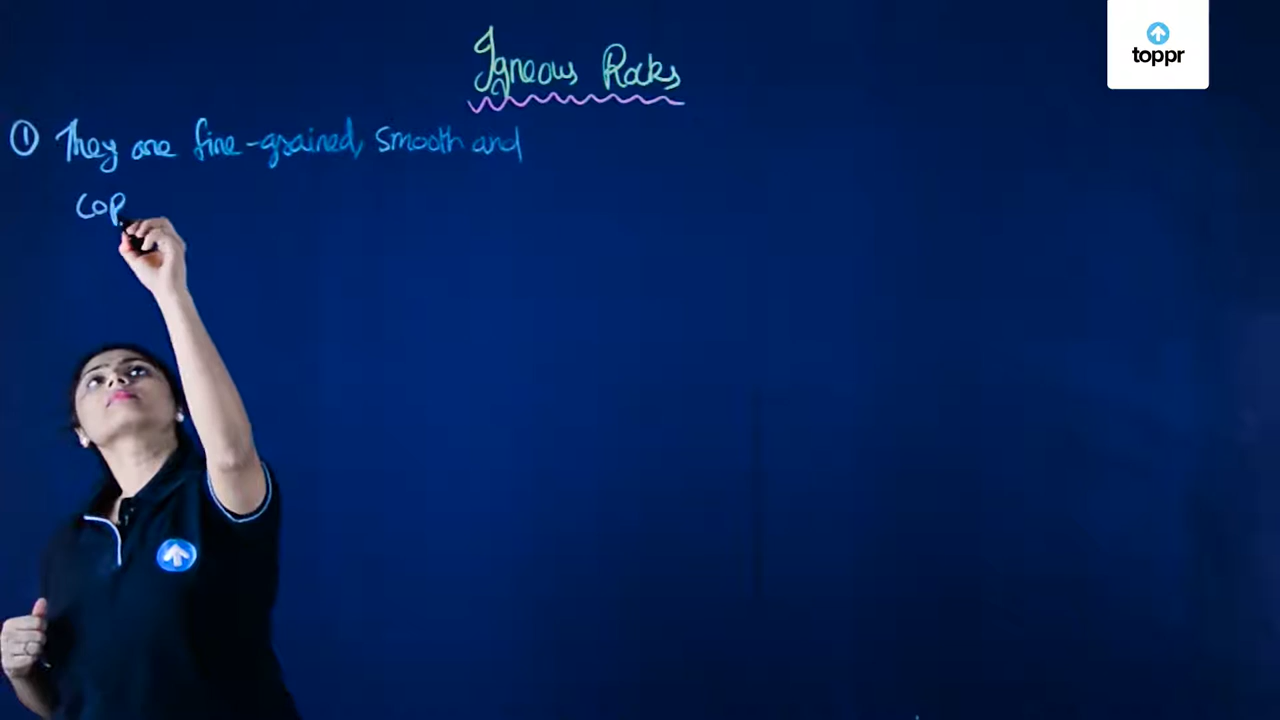 toppr
Igneous Rocks
① They are fine-grained, smooth and
cop